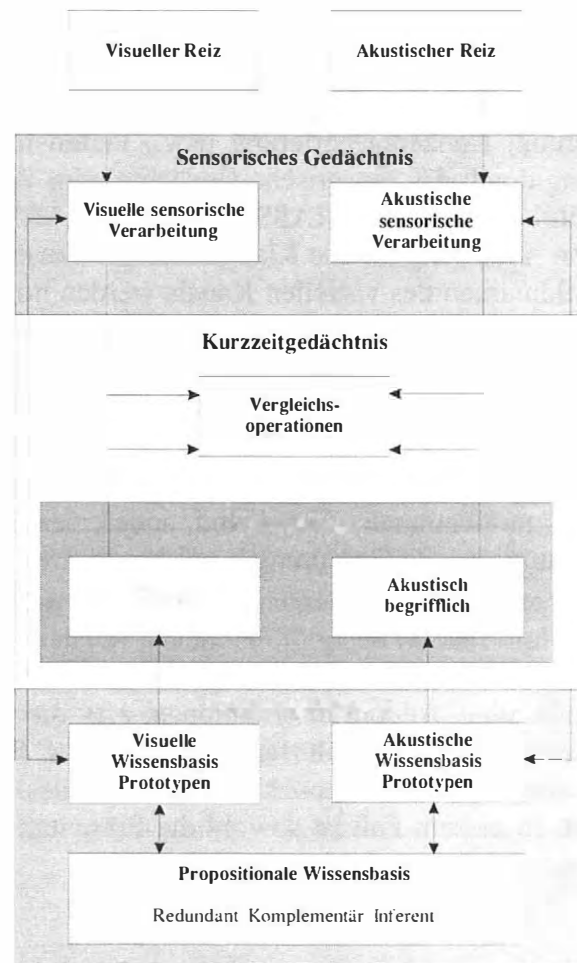 Visueller Reiz
Akustischer Reiz
Sensorisches Gedächtnis
Visuelle sensorische
Verarbeitung
Akustische
sensorische
Verarbeitung
Kurzzeitgedächtnis
Vergleichs-
operationen
Akustisch
begrifflich
Visuelle
Wissensbasis
Prototypen
Akustische
Wissensbasis
Prototypen
Propositionale Wissensbasis
Redundant Komplementär Inferent